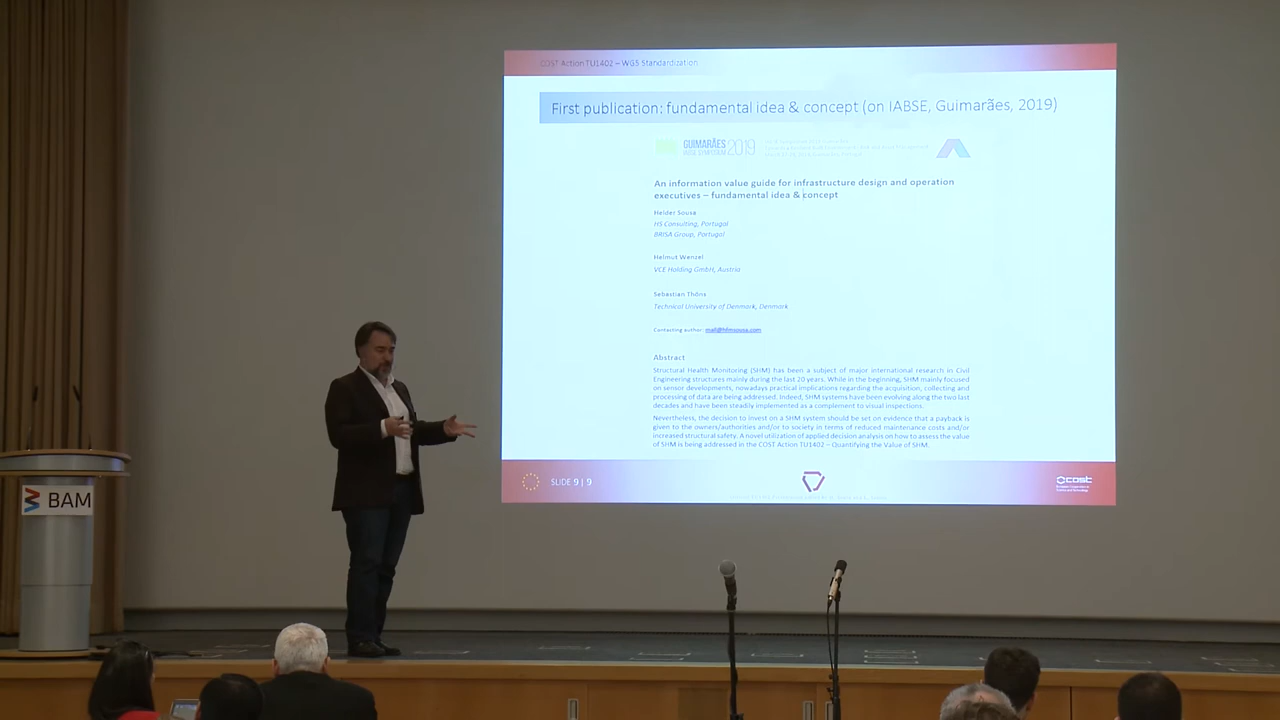 COST Action TU1402 – WG5 Standardization
First publication: fundamental idea & concept (on IABSE, Guimarães, 2019)
GUIMARÃES 2019
IABSE SYMPOSIUM
An information value guide for infrastructure design and operation
executives – fundamental idea & concept
Helder Sousa
HS Consulting, Portugal
BRISA Group, Portugal
Helmut Wenzel
VCE Holding GmbH, Austria
Sebastian Thöns
Technical University of Denmark, Denmark
Contacting author: mail@hfmsousa.com
Abstract
Structural Health Monitoring (SHM) has been a subject of major international research in Civil
Engineering structures mainly during the last 20 years. While in the beginning, SHM mainly focused
on sensor developments, nowadays practical implications regarding the acquisition, collecting and
processing of data are being addressed. Indeed, SHM systems have been evolving along the two last
decades and have been steadily implemented as a complement to visual inspections.
Nevertheless, the decision to invest on a SHM system should be set on evidence that a payback is
given to the owners/authorities and/or to society in terms of reduced maintenance costs and/or
increased structural safety. A novel utilization of applied decision analysis on how to assess the value
of SHM is being addressed in the COST Action TU1402 – Quantifying the Value of SHM.
SLIDE 9 | 9
cost
BAM